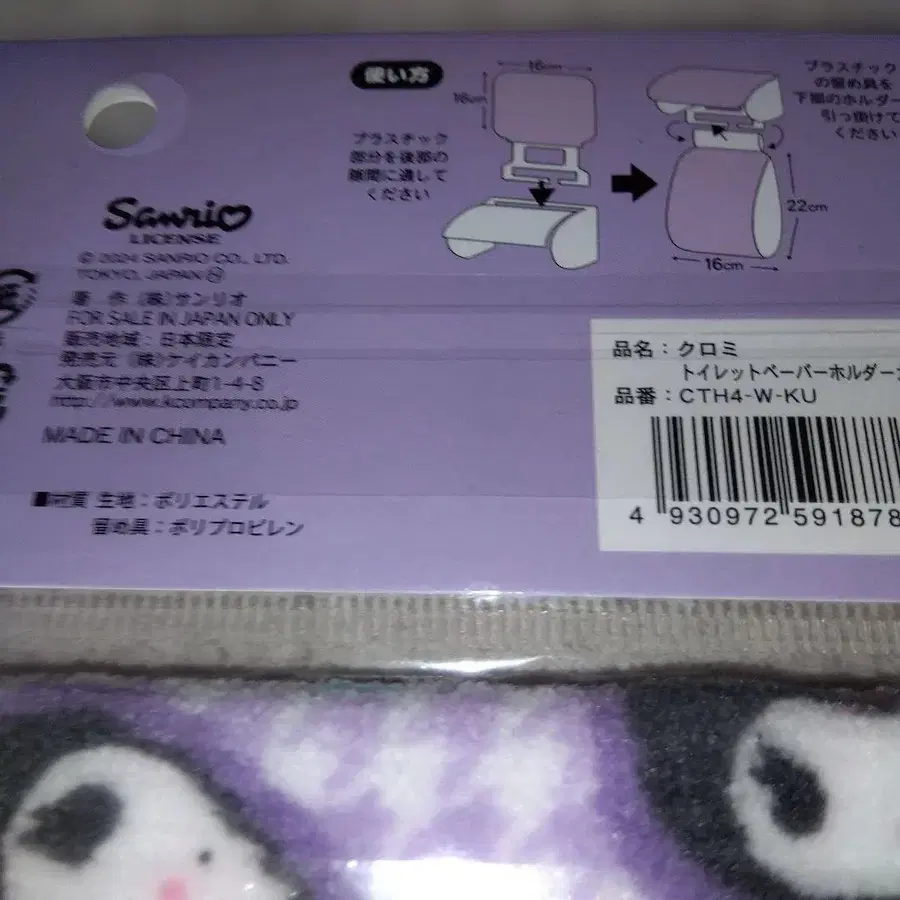 使い方
16cm
18cm
プラスチック
部分を後部の
隙間に通して
ください
プラスチック
の留め具を
下部のホルダー
引っ掛けて
ください
22cm
16cm
Sanrio
LICENSE
© 2024 SANRIO CO., LTD.
TOKYO, JAPAN Ⓗ
著 作 (株)サンリオ
FOR SALE IN JAPAN ONLY
販売地域：日本限定
発売元 (株)ケイカンパニー
大阪市中央区上町1-4-8
http://www.kcompany.co.jp
MADE IN CHINA
■材質 生地：ポリエステル
留め具：ポリプロピレン
品名：クロミ
トイレットペーパーホルダー
品番：CTH4-W-KU
4 930972 591878